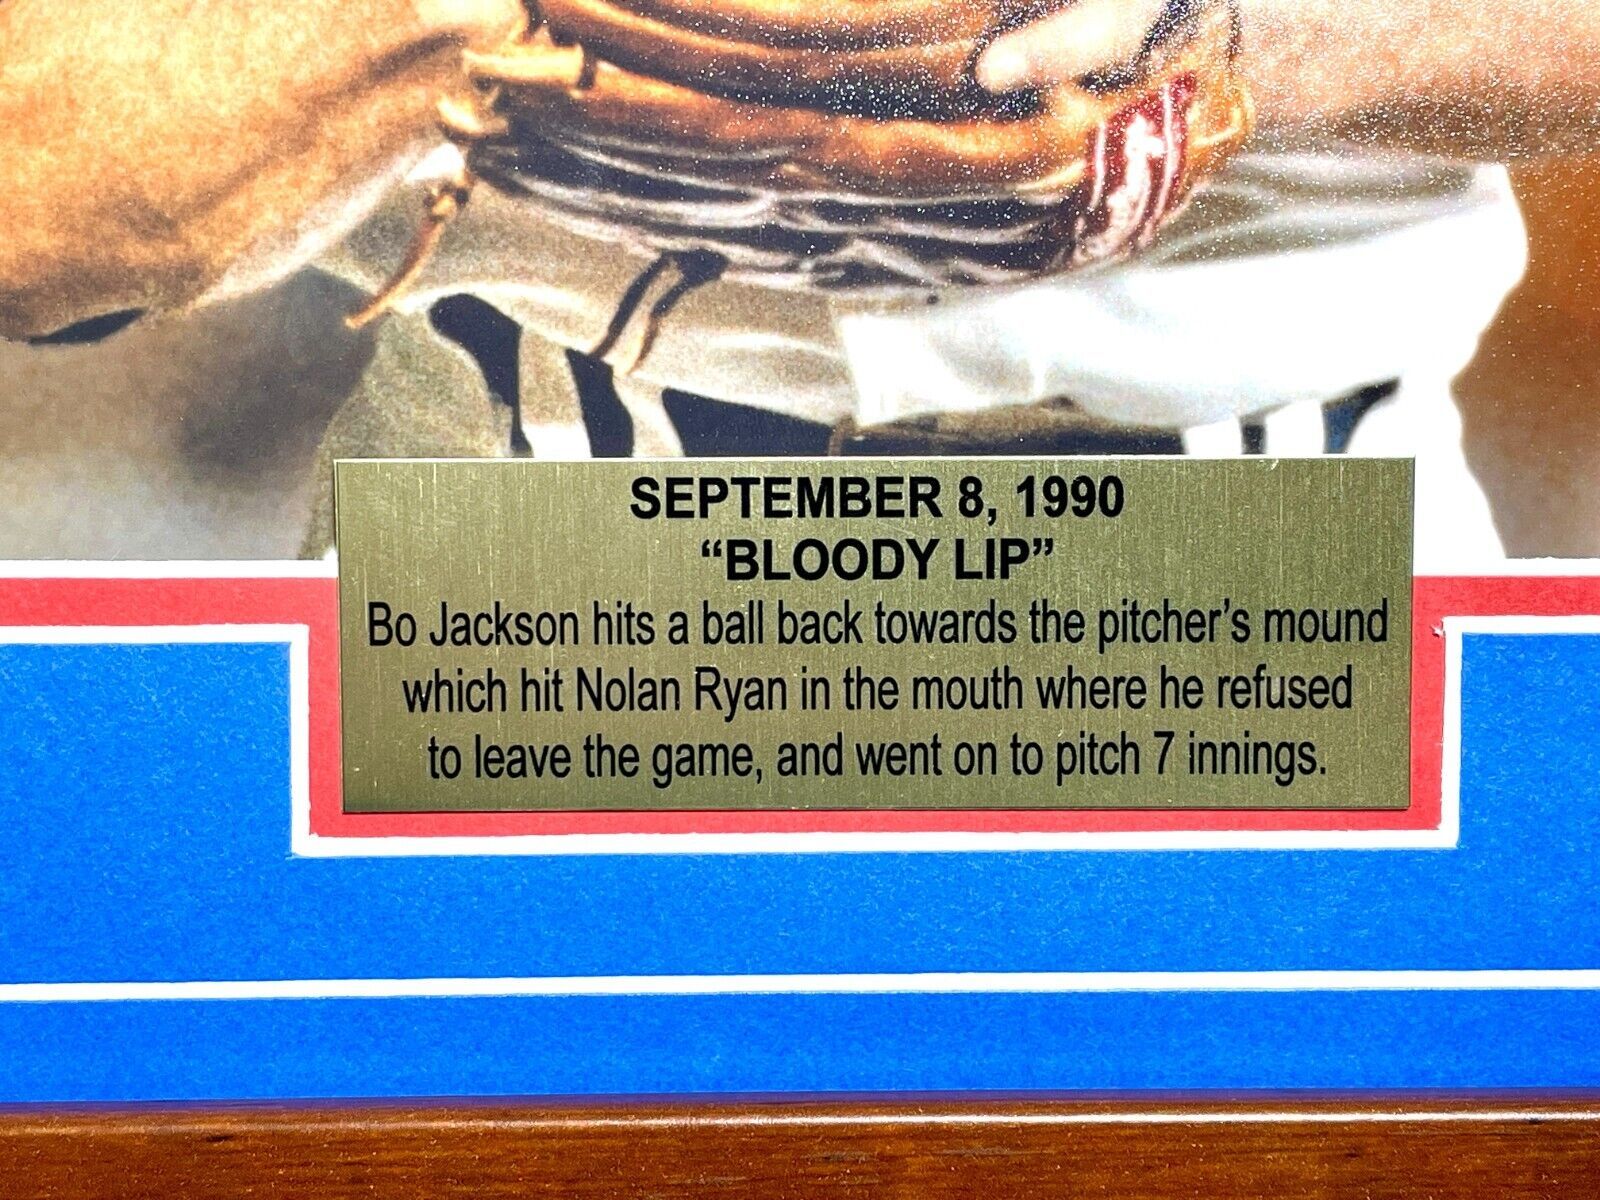 SEPTEMBER 8, 1990
“BLOODY LIP”
Bo Jackson hits a ball back towards the pitcher’s mound
which hit Nolan Ryan in the mouth where he refused
to leave the game, and went on to pitch 7 innings.